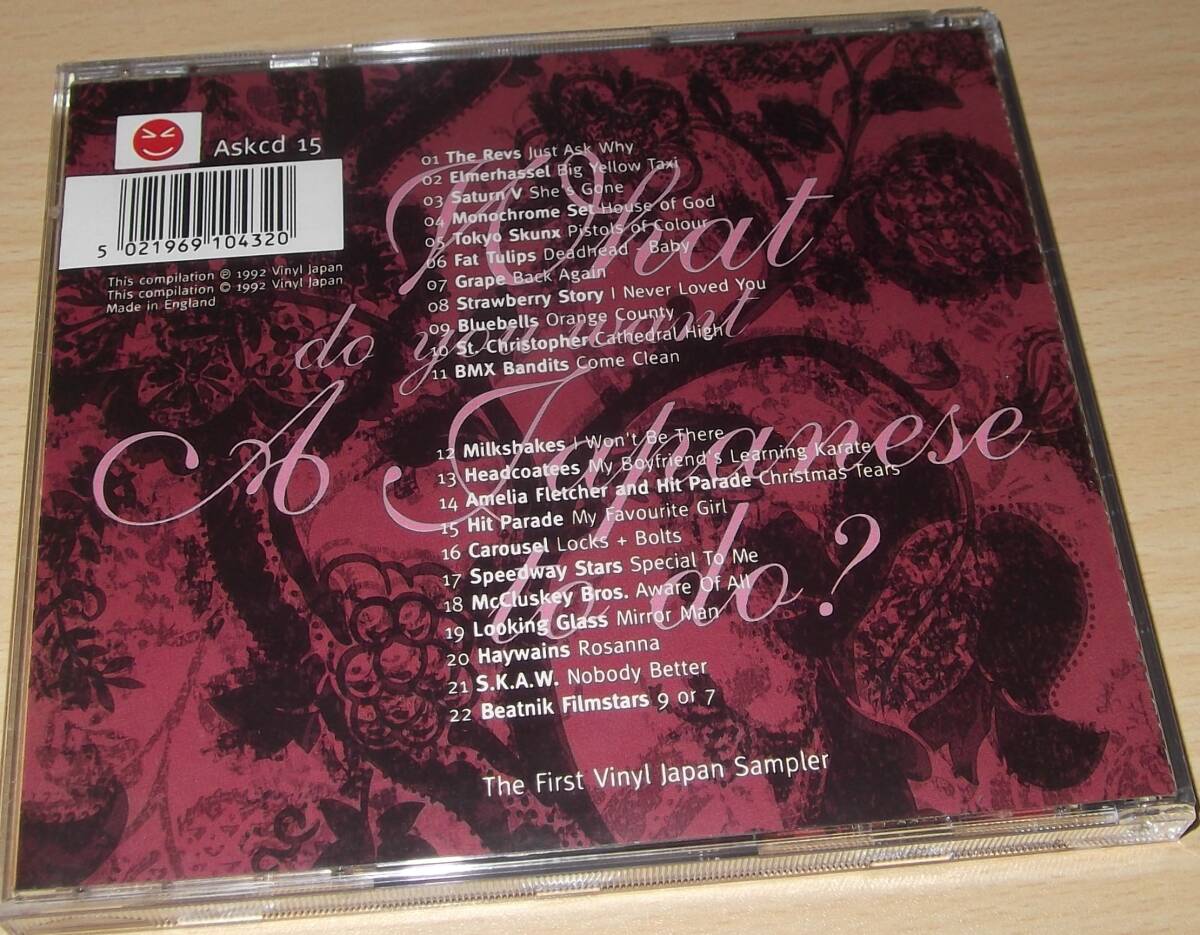 Askcd 15
5 021969 104320
This compilation ℗ 1992 Vinyl Japan
This compilation © 1992 Vinyl Japan
Made in England
What
do you want
A Japanese
to do?
01 The Revs Just Ask Why
02 Elmerhassel Big Yellow Taxi
03 Saturn V She's Gone
04 Monochrome Set House of God
05 Tokyo Skunx Pistols of Colour
06 Fat Tulips Deadhead Baby
07 Grape Back Again
08 Strawberry Story I Never Loved You
09 Bluebells Orange County
10 St. Christopher Cathedral High
11 BMX Bandits Come Clean
12 Milkshakes I Won't Be There
13 Headcoatees My Boyfriend's Learning Karate
14 Amelia Fletcher and Hit Parade Christmas Tears
15 Hit Parade My Favourite Girl
16 Carousel Locks + Bolts
17 Speedway Stars Special To Me
18 McCluskey Bros. Aware Of All
19 Looking Glass Mirror Man
20 Haywains Rosanna
21 S.K.A.W. Nobody Better
22 Beatnik Filmstars 9 or 7
The First Vinyl Japan Sampler